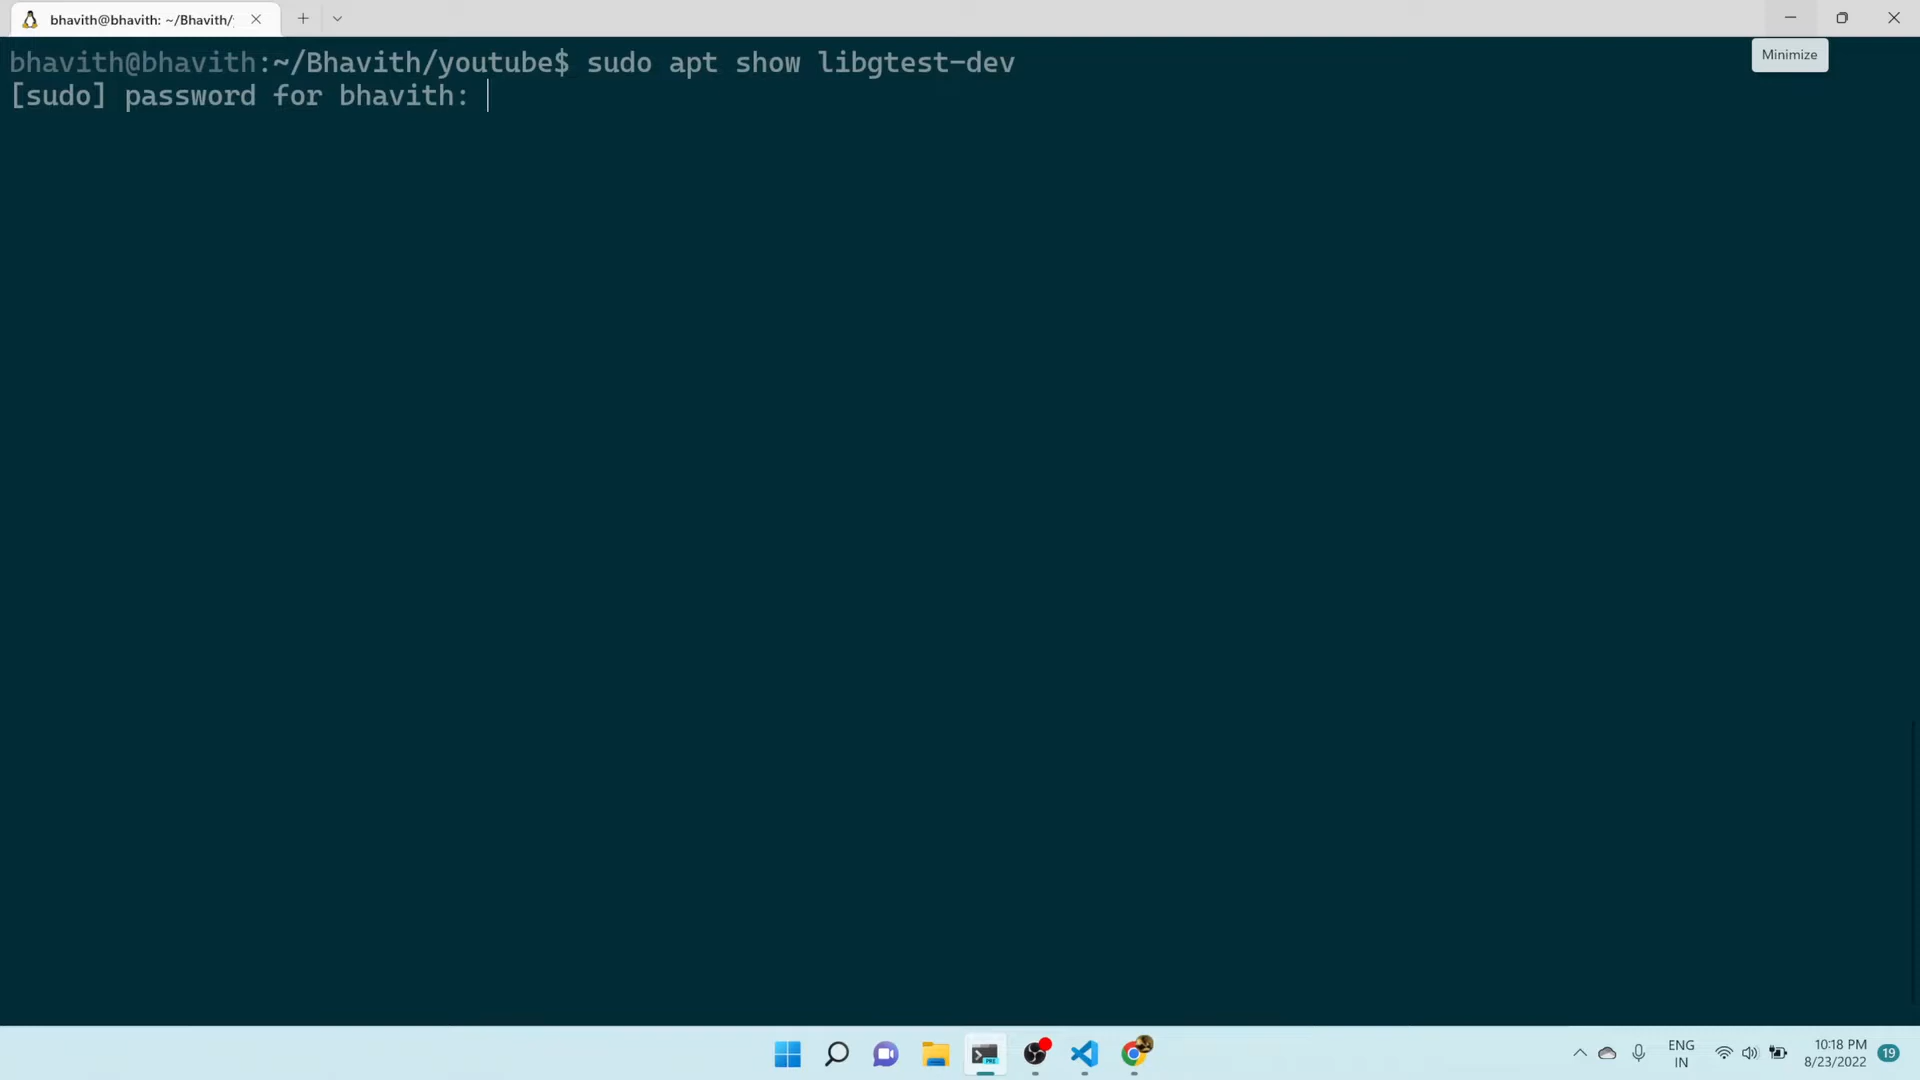 bhavith@bhavith: ~/Bhavith/y
Minimize
bhavith@bhavith:~/Bhavith/youtube$ sudo apt show libgtest-dev
[sudo] password for bhavith:
PRE
ENG
IN
10:18 PM
8/23/2022
19